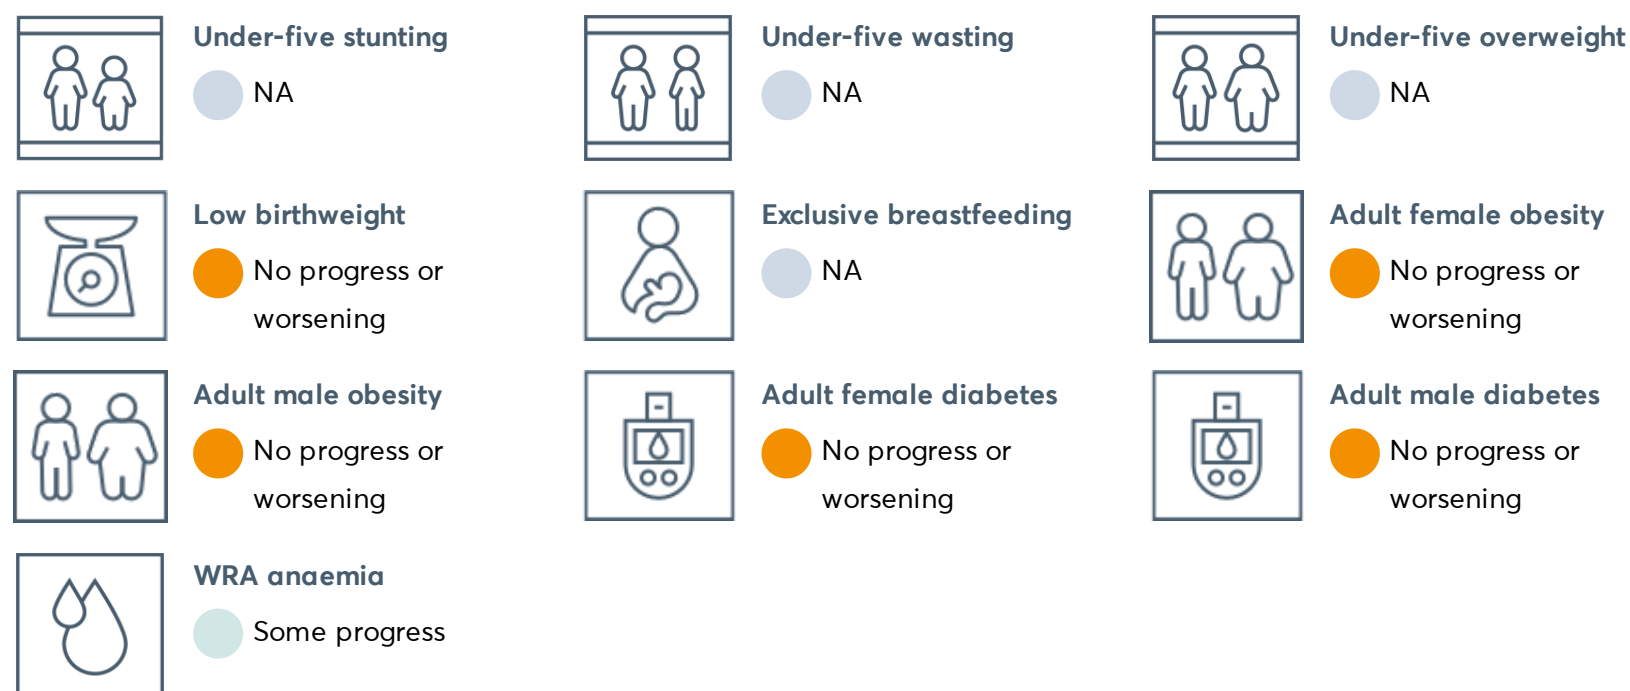 Under-five stunting
NA
Under-five wasting
NA
Under-five overweight
NA
Low birthweight
No progress or
worsening
Exclusive breastfeeding
NA
Adult female obesity
No progress or
worsening
Adult male obesity
No progress or
worsening
Adult female diabetes
No progress or
worsening
Adult male diabetes
No progress or
worsening
WRA anaemia
Some progress